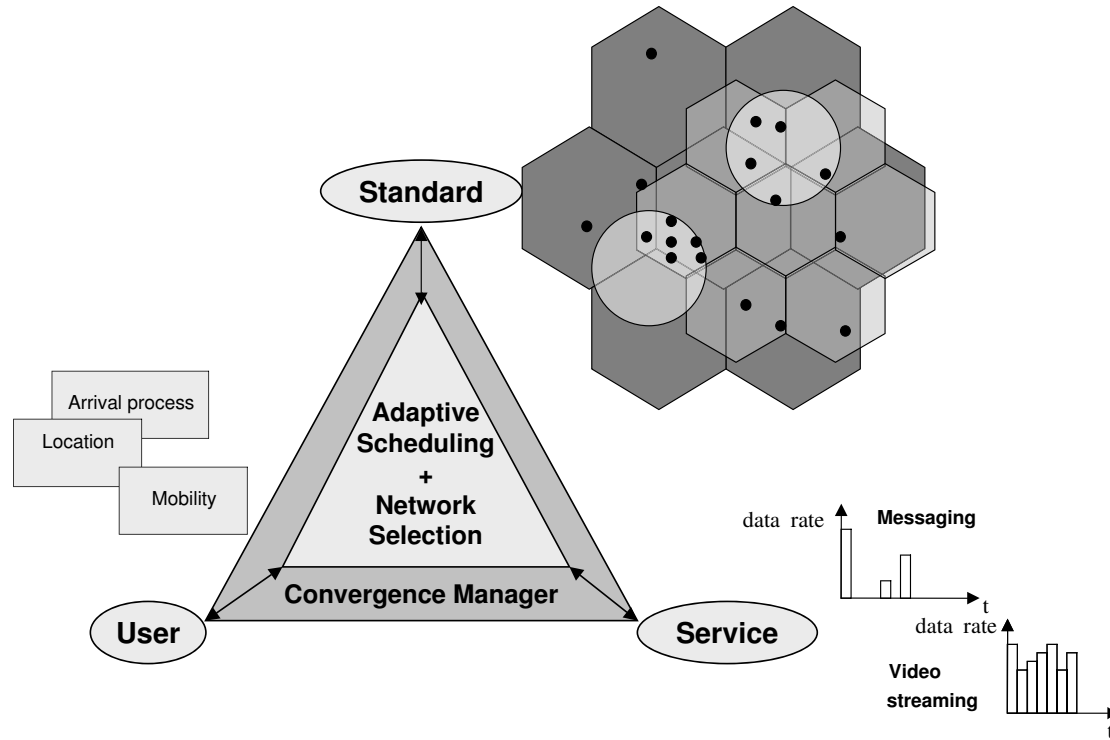 Standard
Arrival process
Location
Mobility
Adaptive
Scheduling
+
Network
Selection
Convergence Manager
User
Service
data rate
Messaging
t
data rate
Video
streaming
t